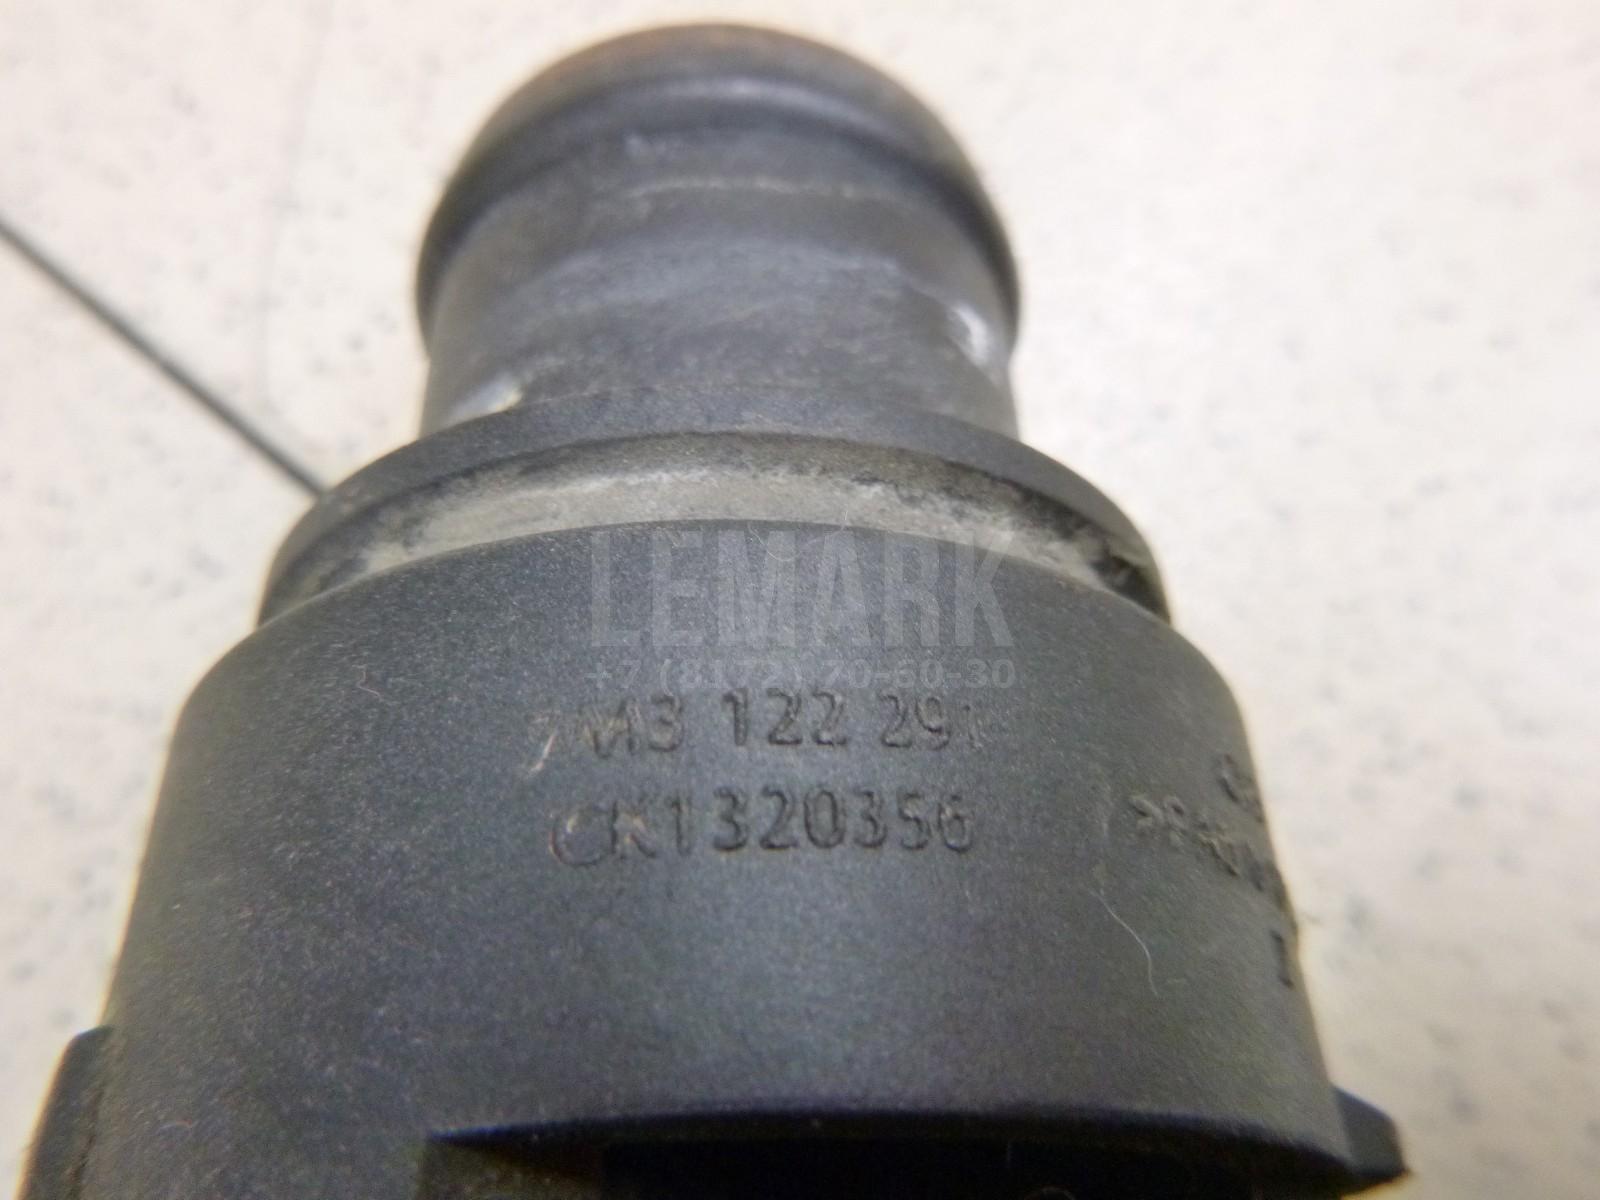 LEMARK
+7 (8172) 70-60-30
7M3 122 291
CK1320356